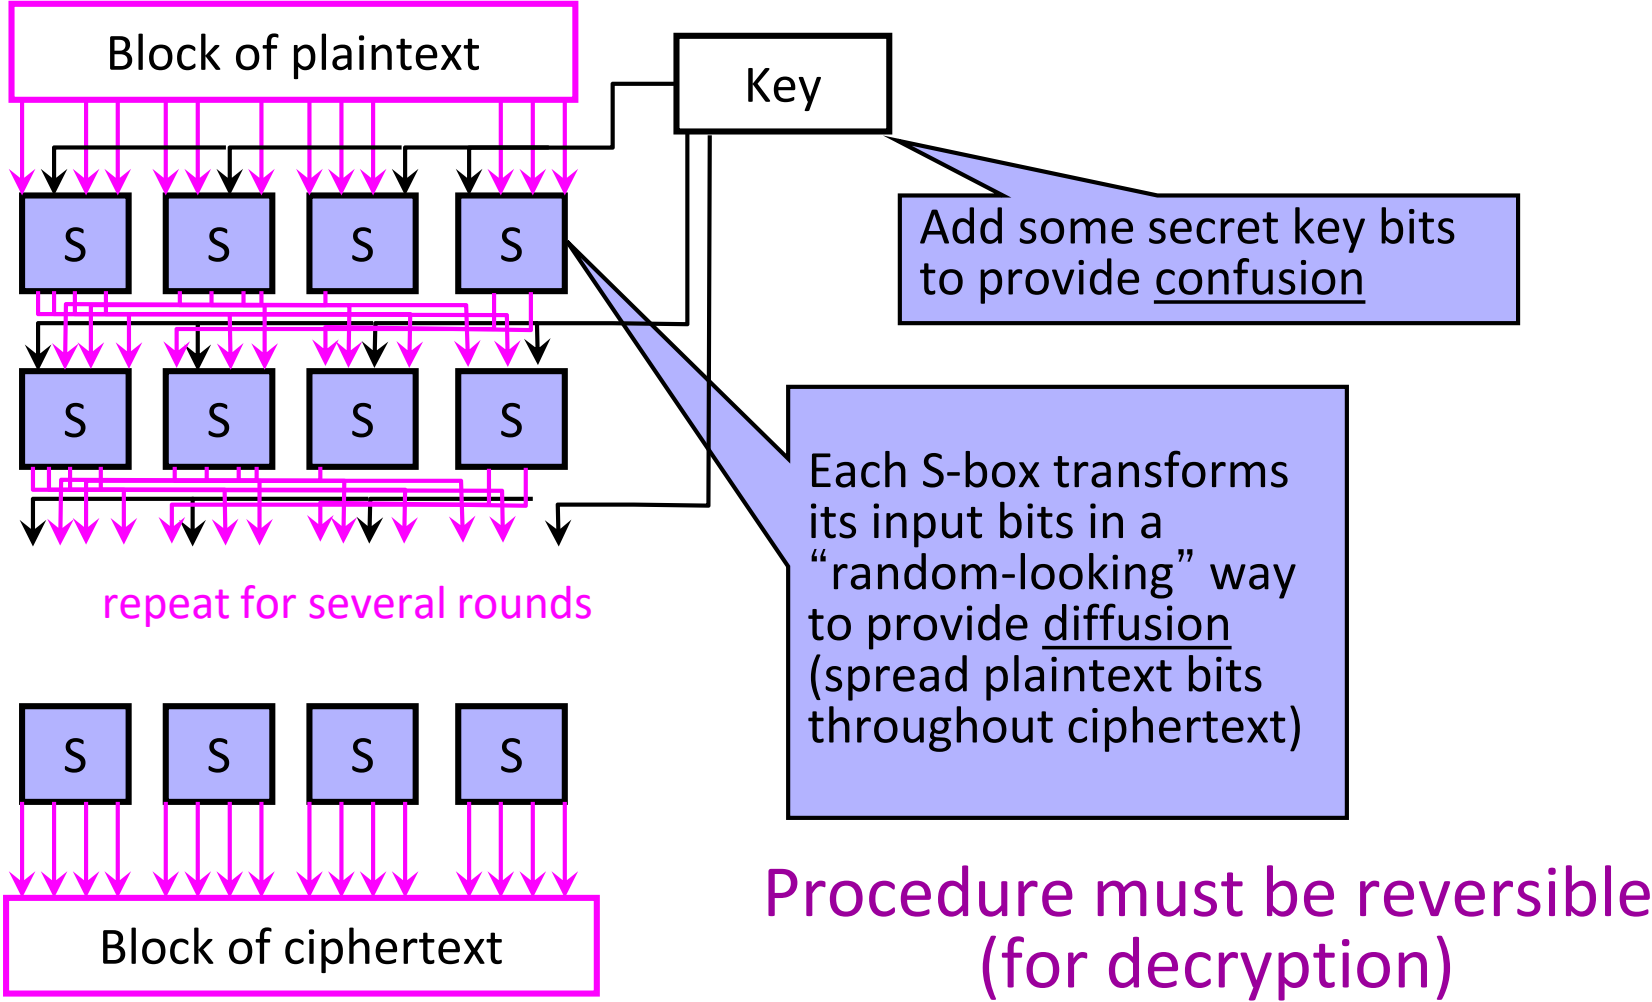 Block of plaintext
Key
S S S S
Add some secret key bits
to provide confusion
S S S S
Each S-box transforms
its input bits in a
“random-looking” way
to provide diffusion
(spread plaintext bits
throughout ciphertext)
repeat for several rounds
S S S S
Block of ciphertext
Procedure must be reversible
(for decryption)